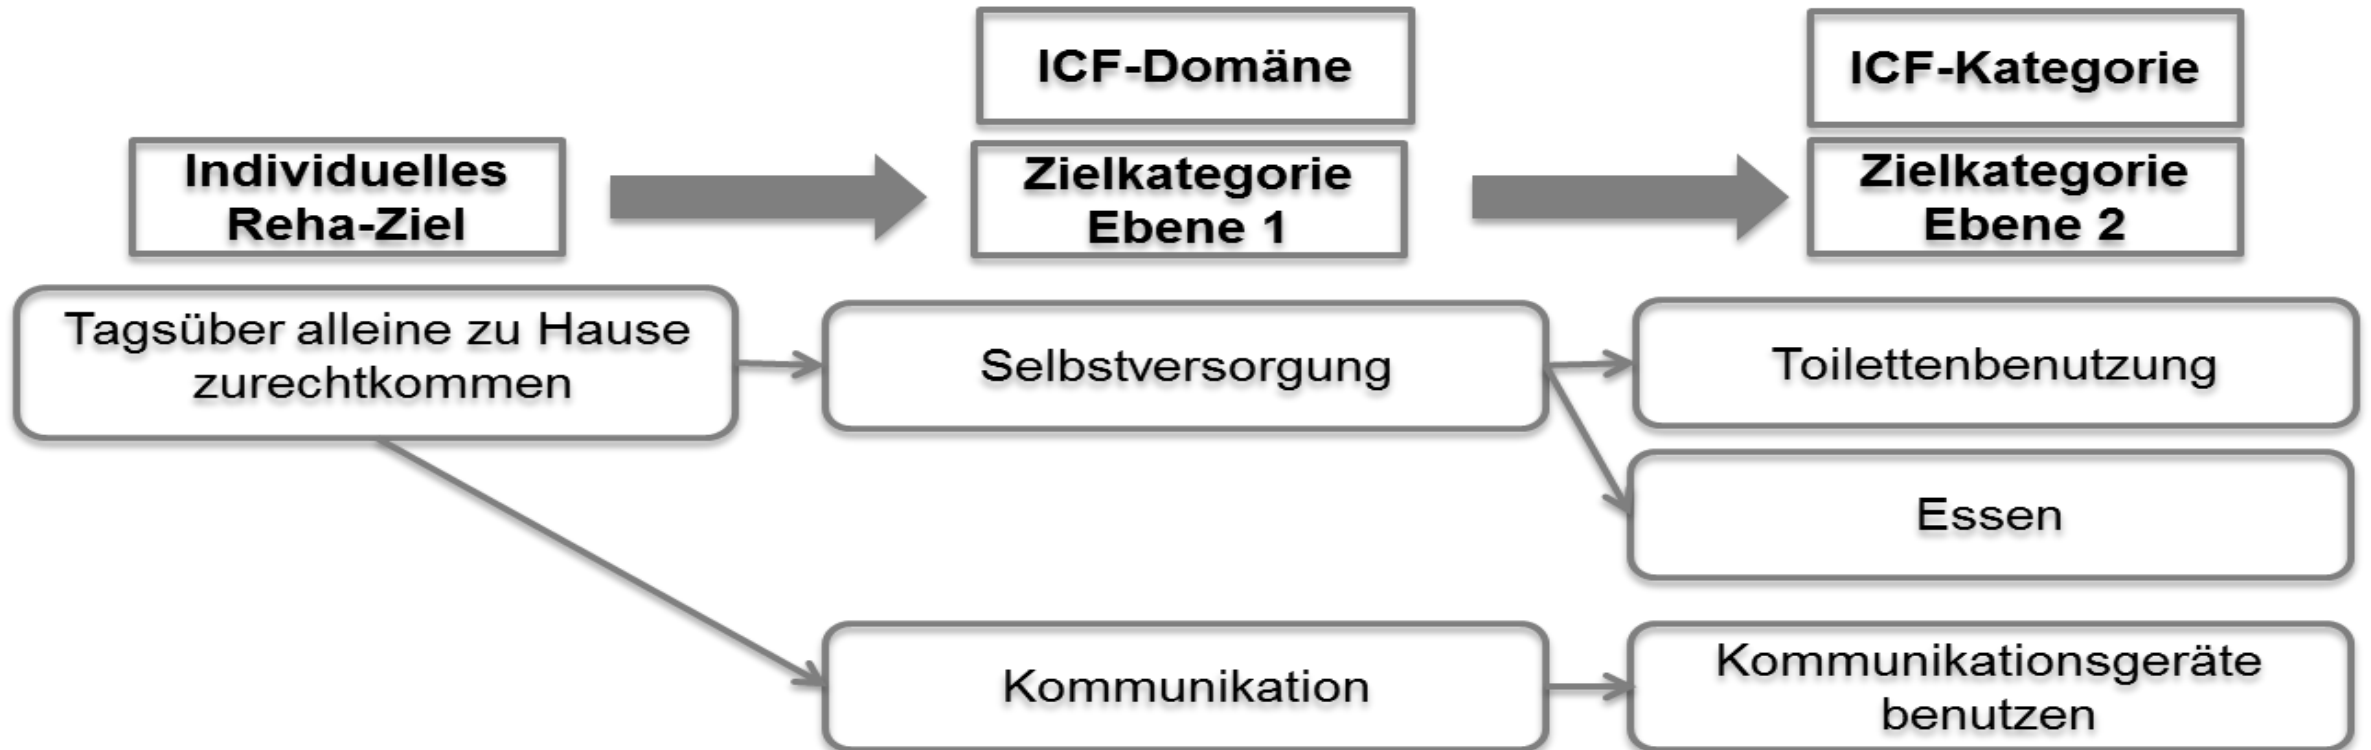 ICF-Domäne
ICF-Kategorie
Individuelles
Reha-Ziel
Zielkategorie
Ebene 1
Zielkategorie
Ebene 2
Tagsüber alleine zu Hause
zurechtkommen
Selbstversorgung
Toilettenbenutzung
Essen
Kommunikation
Kommunikationsgeräte
benutzen